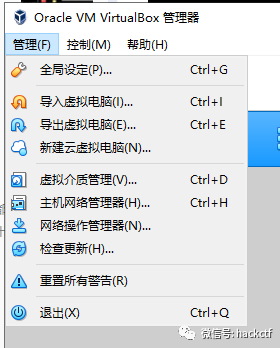 Oracle VM VirtualBox 管理器
管理(F) 控制(M) 帮助(H)
全局设定(P)... Ctrl+G
导入虚拟电脑(I)... Ctrl+I
导出虚拟电脑(E)... Ctrl+E
新建云虚拟电脑(N)...
虚拟介质管理(V)... Ctrl+D
主机网络管理器(H)... Ctrl+H
网络操作管理器(N)...
检查更新(H)...
重置所有警告(R)
退出(X) Ctrl+Q
微信号: hackctf